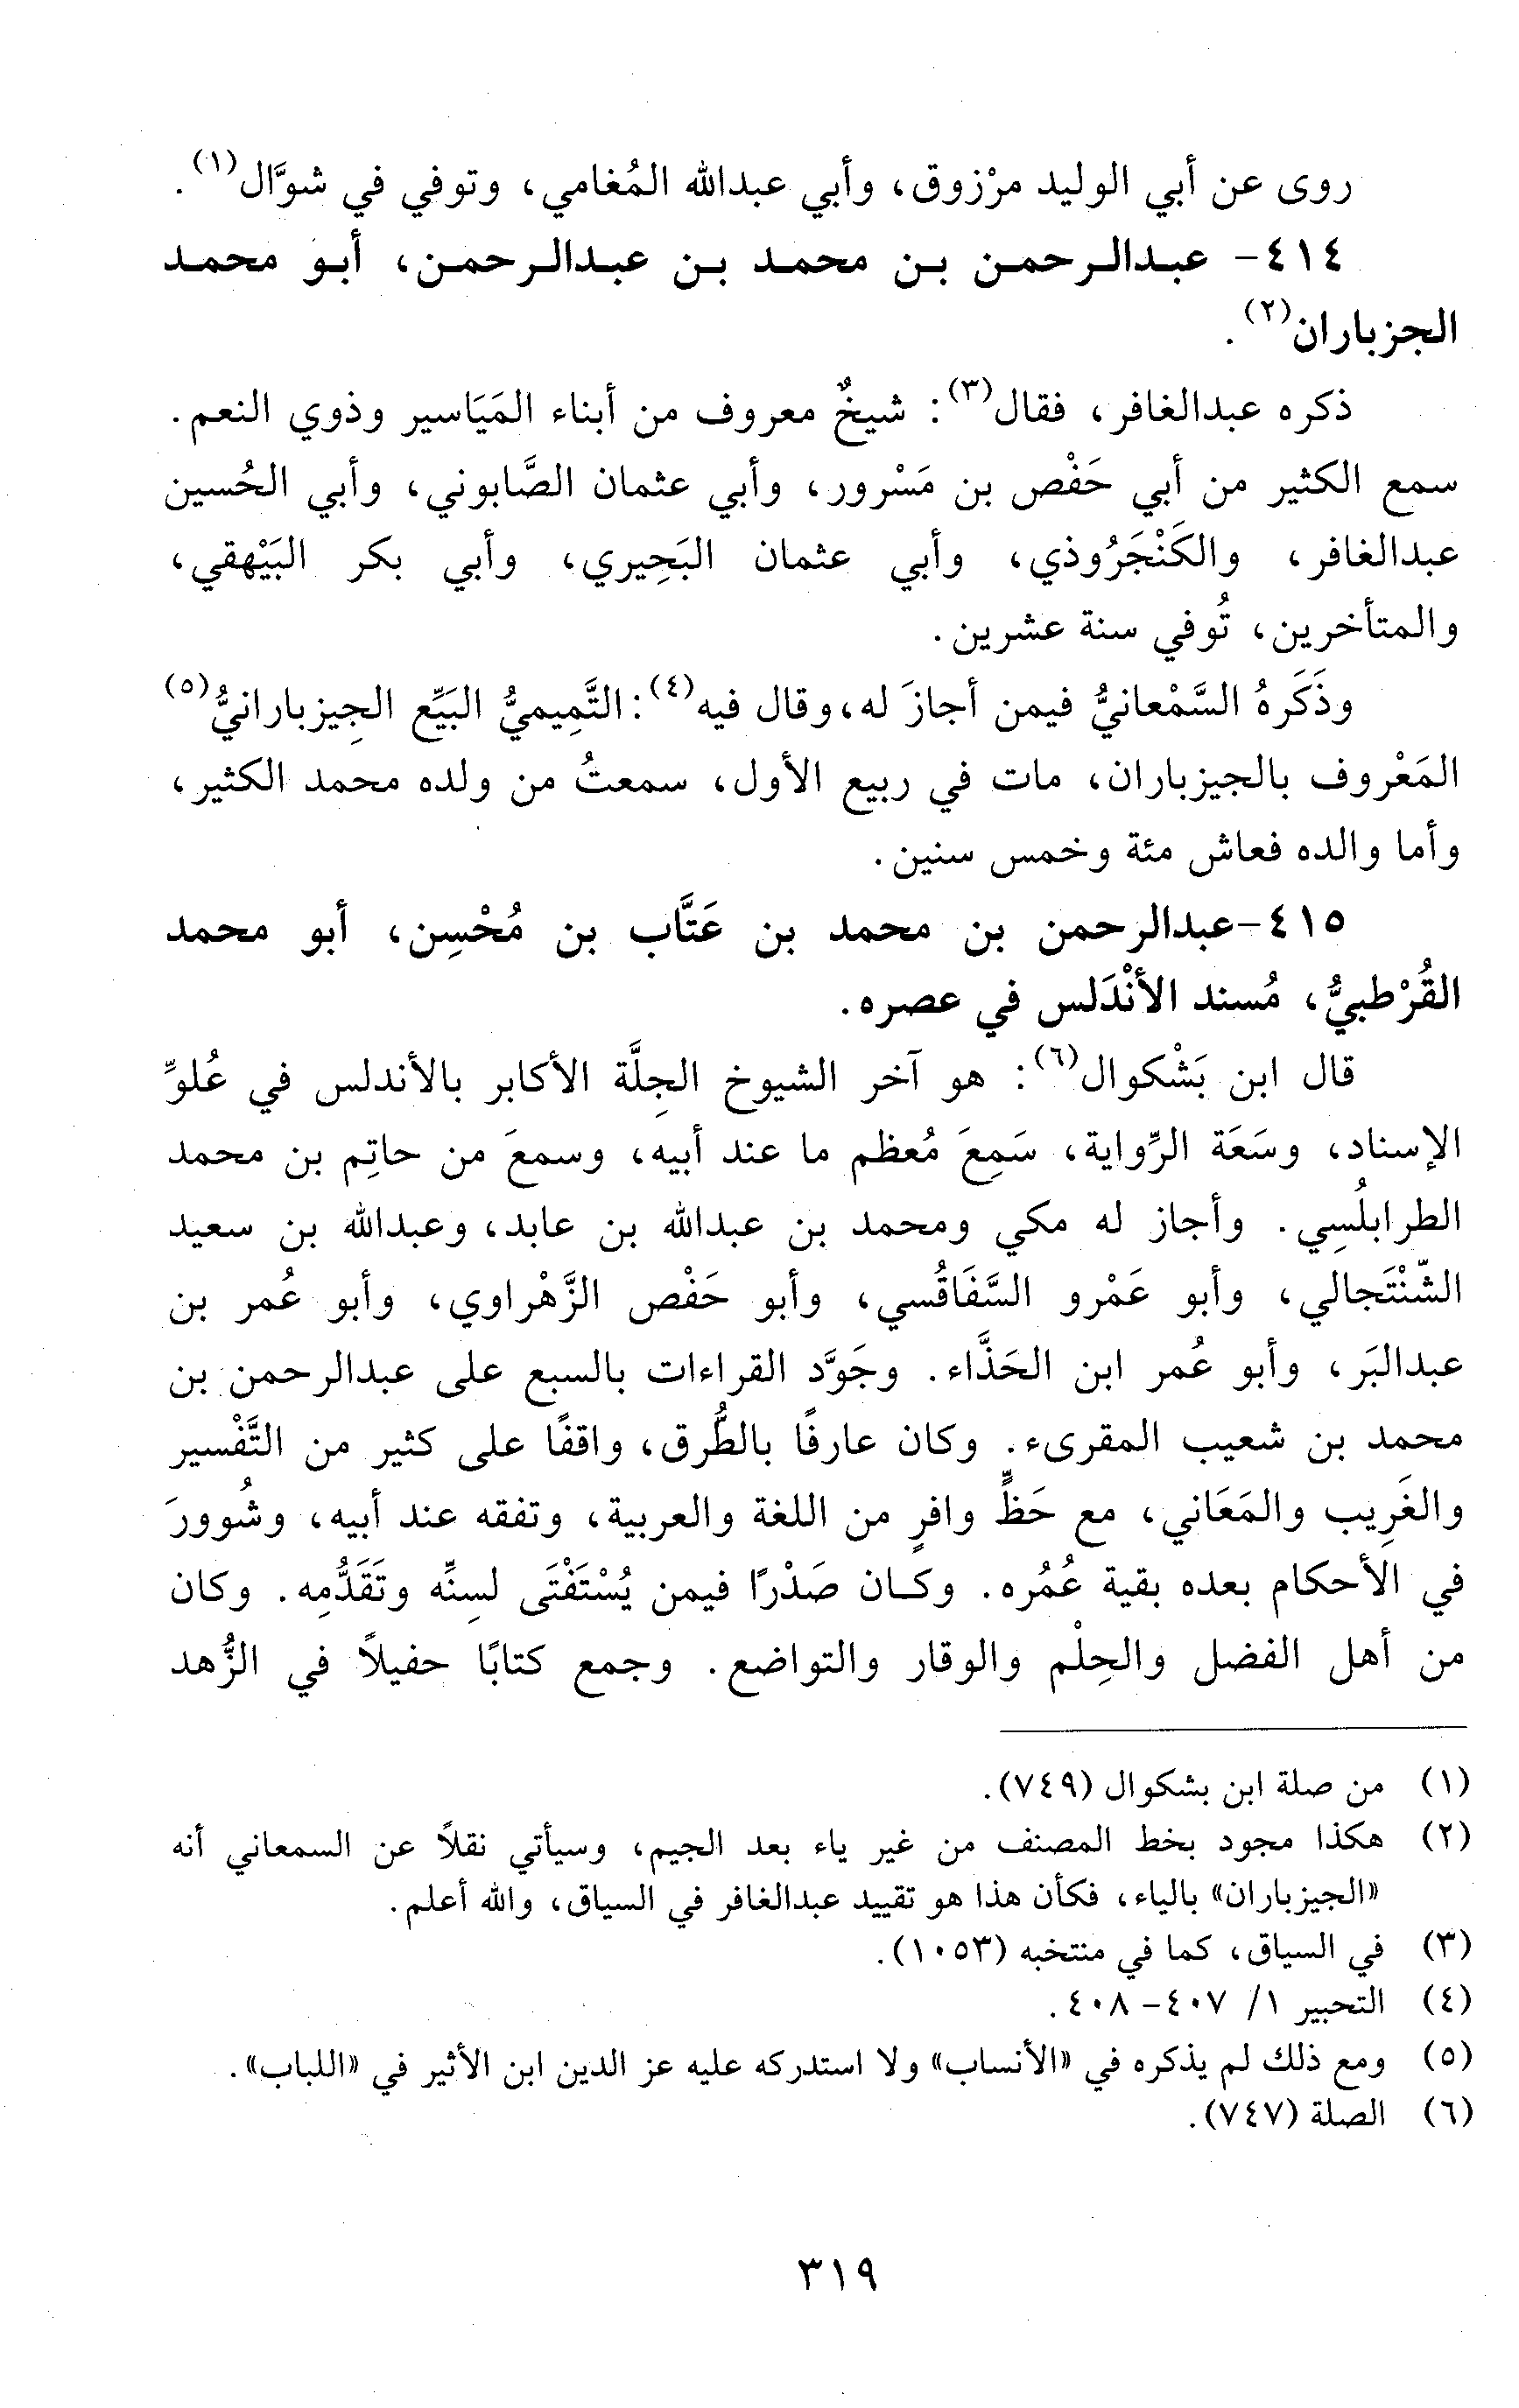 روى عن أبي الوليد مرْزوق، وأبي عبدالله المُغامي، وتوفي في شوَّال(١).
٤١٤- عبدالرحمن بن محمد بن عبدالرحمن، أبو محمد
الجزباران(٢).
ذكره عبدالغافر، فقال(٣): شيخٌ معروف من أبناء المَيَاسير وذوي النعم.
سمع الكثير من أبي حَفْص بن مَسْرور، وأبي عثمان الصَّابوني، وأبي الحُسين
عبدالغافر، والكَنْجَرُوذي، وأبي عثمان البَحِيري، وأبي بكر البَيْهقي،
والمتأخرين، تُوفي سنة عشرين.
وذَكَرهُ السَّمْعانيُّ فيمن أجازَ له، وقال فيه(٤): التَّمِيميُّ البَيِّع الجِيزبارانيُّ(٥)
المَعْروف بالجيزباران، مات في ربيع الأول، سمعتُ من ولده محمد الكثير،
وأما والده فعاش مئة وخمس سنين.
٤١٥-عبدالرحمن بن محمد بن عَتَّاب بن مُحْسِن، أبو محمد
القُرْطبيُّ، مُسند الأنْدَلس في عصره.
قال ابن بَشْكوال(٦): هو آخر الشيوخ الجِلَّة الأكابر بالأندلس في عُلوِّ
الإسناد، وسَعَة الرِّواية، سَمِعَ مُعظم ما عند أبيه، وسمعَ من حاتِم بن محمد
الطرابلُسِي. وأجاز له مكي ومحمد بن عبدالله بن عابد، وعبدالله بن سعيد
الشّنْتَجالي، وأبو عَمْرو السَّفَاقُسي، وأبو حَفْص الزَّهْراوي، وأبو عُمر بن
عبدالبَر، وأبو عُمر ابن الحَذَّاء. وجَوَّد القراءات بالسبع على عبدالرحمن بن
محمد بن شعيب المقرىء. وكان عارفًا بالطُّرق، واقفًا على كثير من التَّفْسير
والغَرِيب والمَعَاني، مع حَظٍّ وافرٍ من اللغة والعربية، وتفقه عند أبيه، وشُوورَ
في الأحكام بعده بقية عُمُره. وكان صَدْرًا فيمن يُسْتَفْتَى لسِنِّه وتَقَدُّمِه. وكان
من أهل الفضل والحِلْم والوقار والتواضع. وجمع كتابًا حفيلاً في الزُّهد
(١) من صلة ابن بشكوال (٧٤٩).
(٢) هكذا مجود بخط المصنف من غير ياء بعد الجيم، وسيأتي نقلاً عن السمعاني أنه
«الجيزباران» بالياء، فكأن هذا هو تقييد عبدالغافر في السياق، والله أعلم.
(٣) في السياق، كما في منتخبه (١٠٥٣).
(٤) التحبير ١/ ٤٠٧- ٤٠٨.
(٥) ومع ذلك لم يذكره في «الأنساب» ولا استدركه عليه عز الدين ابن الأثير في «اللباب».
(٦) الصلة (٧٤٧).
٣١٩